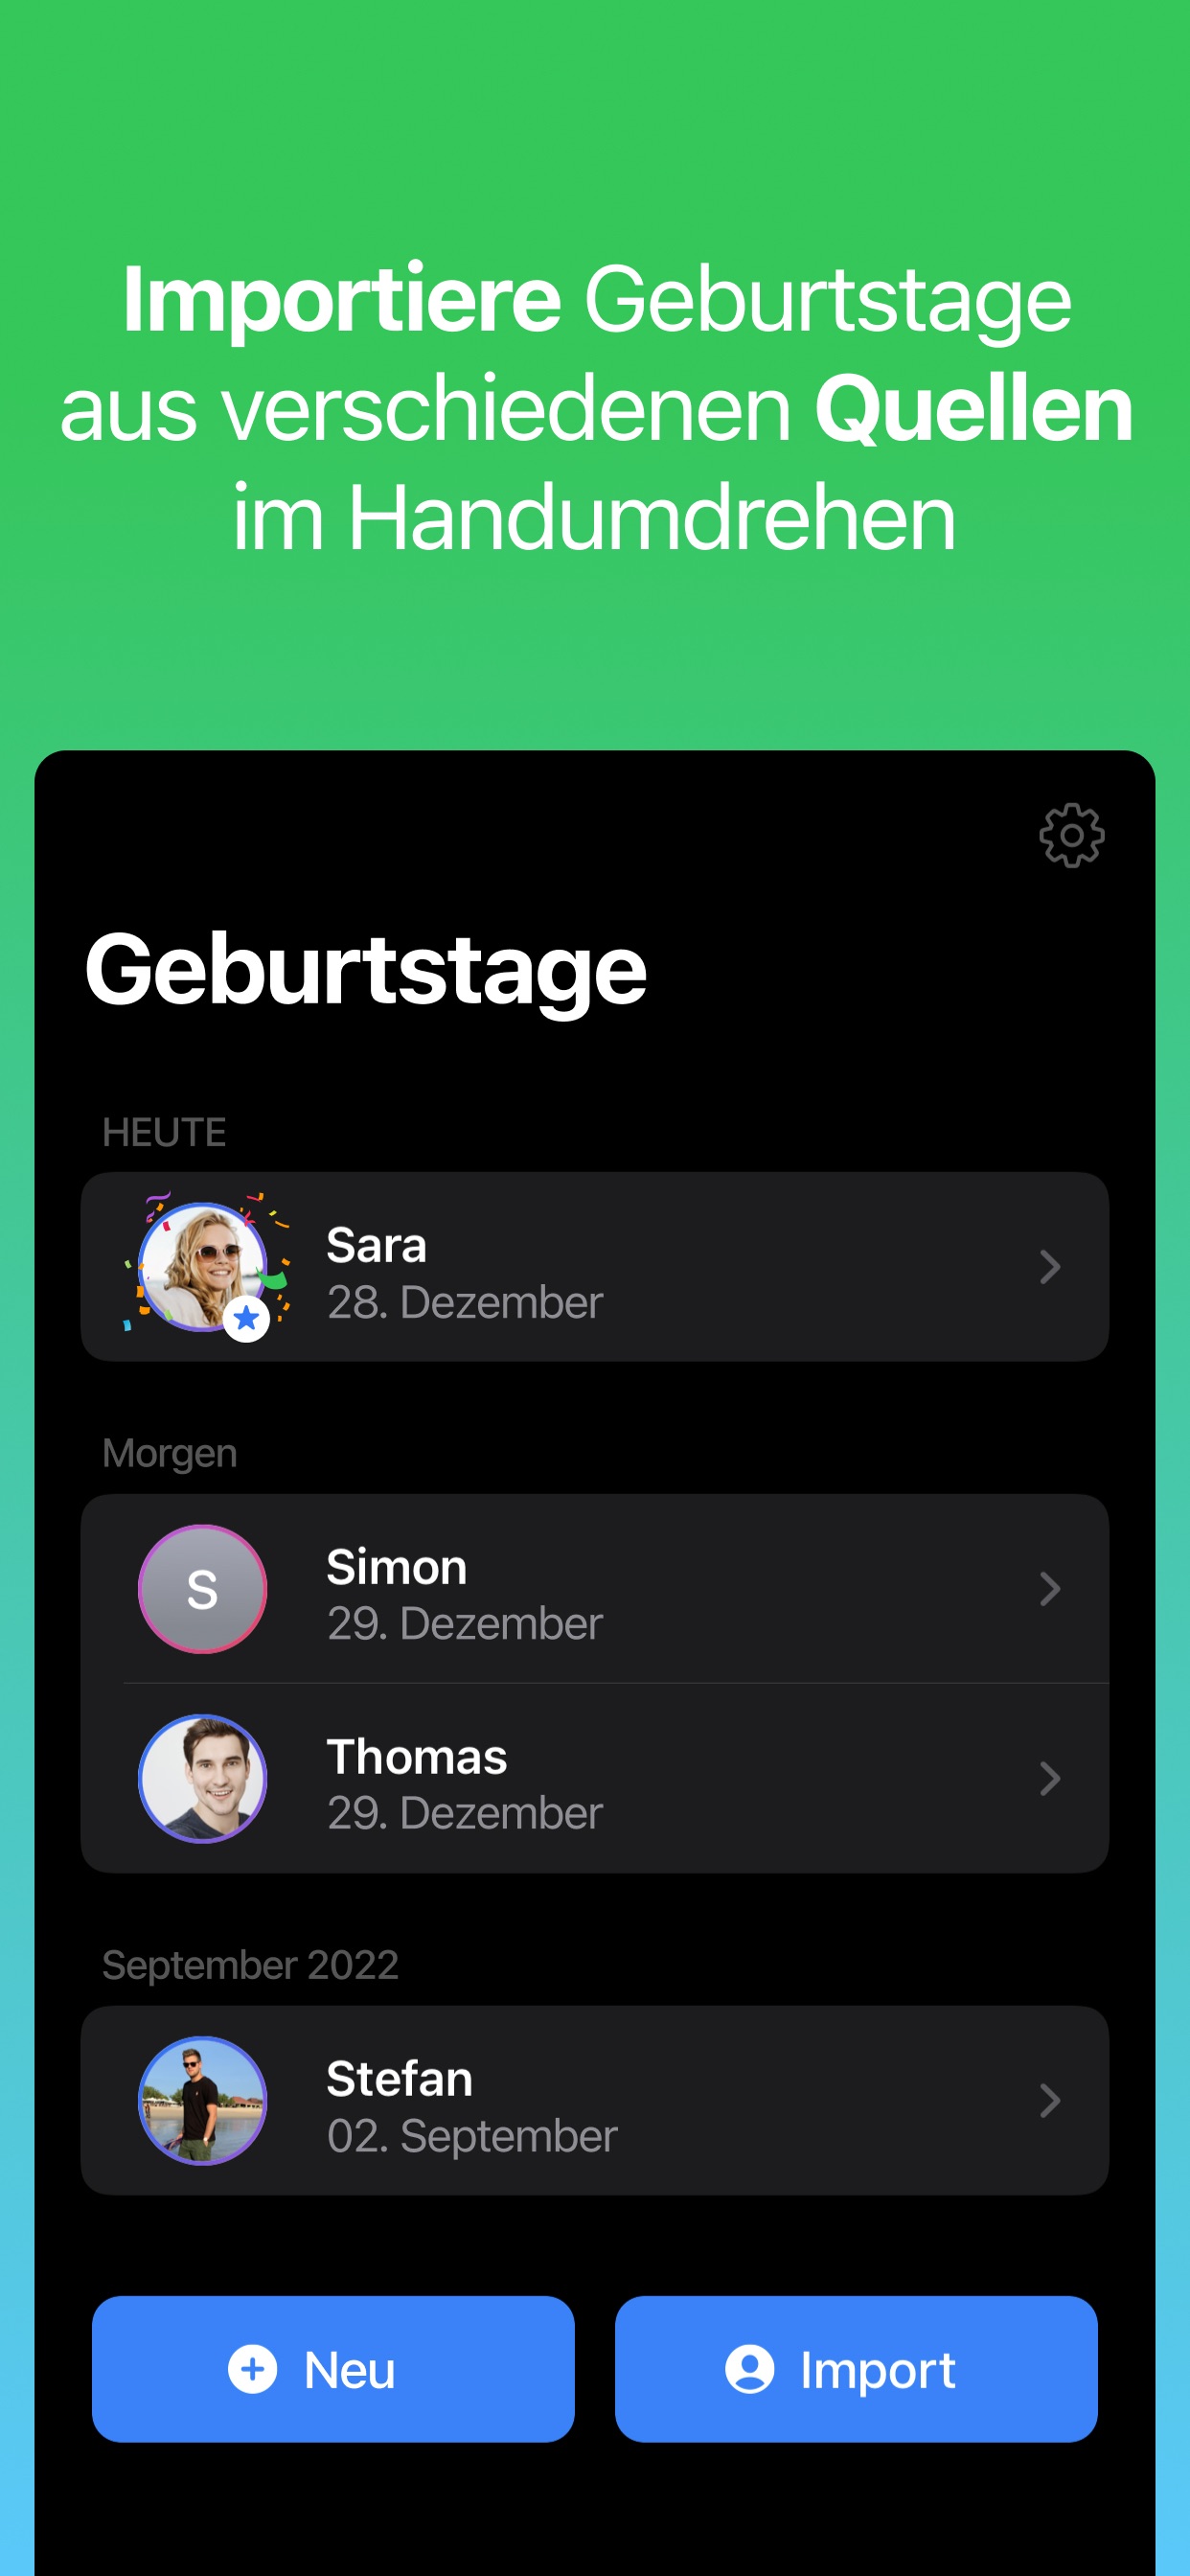 Importiere Geburtstage
aus verschiedenen Quellen
im Handumdrehen
Geburtstage
HEUTE
Sara
28. Dezember
Morgen
S
Simon
29. Dezember
Thomas
29. Dezember
September 2022
Stefan
02. September
Neu
Import